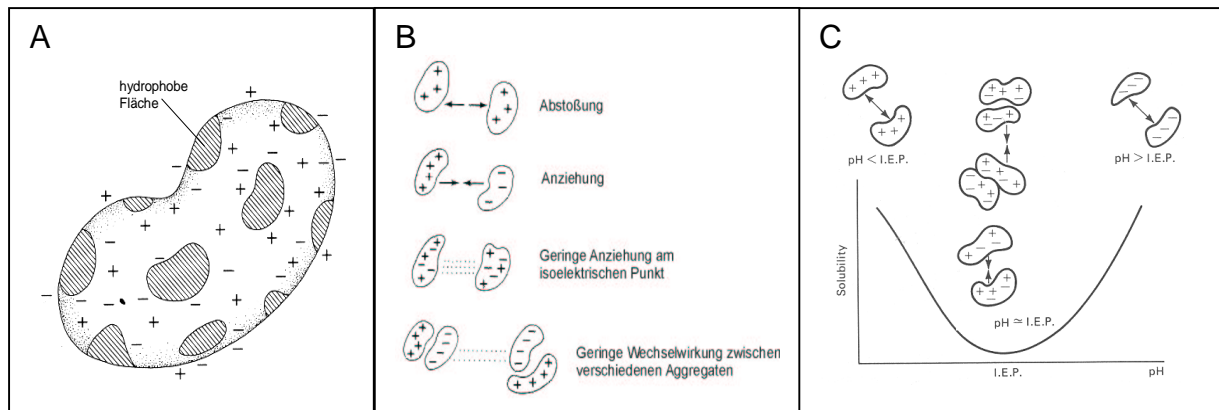 A
hydrophobe
Fläche
B
Abstoßung
Anziehung
Geringe Anziehung am
isoelektrischen Punkt
Geringe Wechselwirkung zwischen
verschiedenen Aggregaten
C
pH < I.E.P.
pH > I.E.P.
Solubility
pH ≃ I.E.P.
I.E.P.
pH